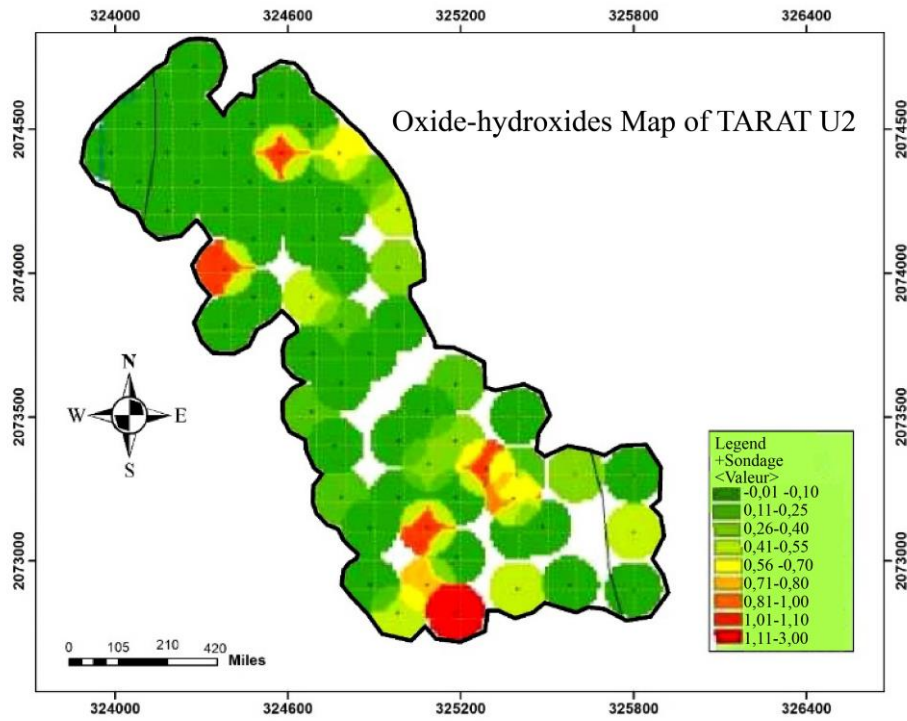 324000 324600 325200 325800 326400
Oxide-hydroxides Map of TARAT U2
2074500 2074500
2074000 2074000
2073500 2073500
2073000 2073000
N
W E
S
Legend
+Sondage
<Valeur>
-0,01 -0,10
0,11-0,25
0,26-0,40
0,41-0,55
0,56 -0,70
0,71-0,80
0,81-1,00
1,01-1,10
1,11-3,00
0 105 210 420
Miles
324000 324600 325200 325800 326400